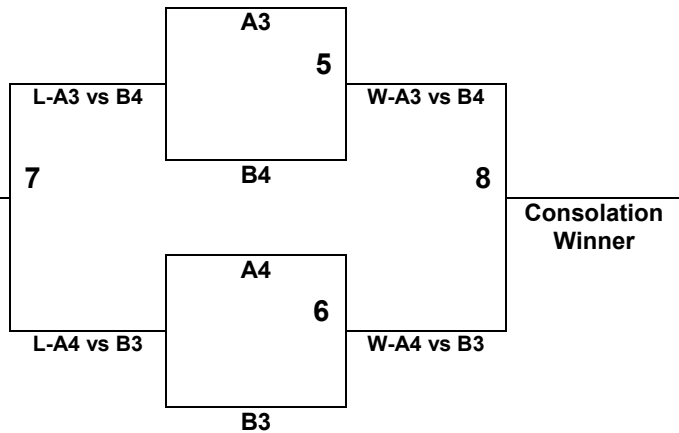 A3
5
L-A3 vs B4
W-A3 vs B4
B4
7
8
Consolation
Winner
A4
6
L-A4 vs B3
W-A4 vs B3
B3